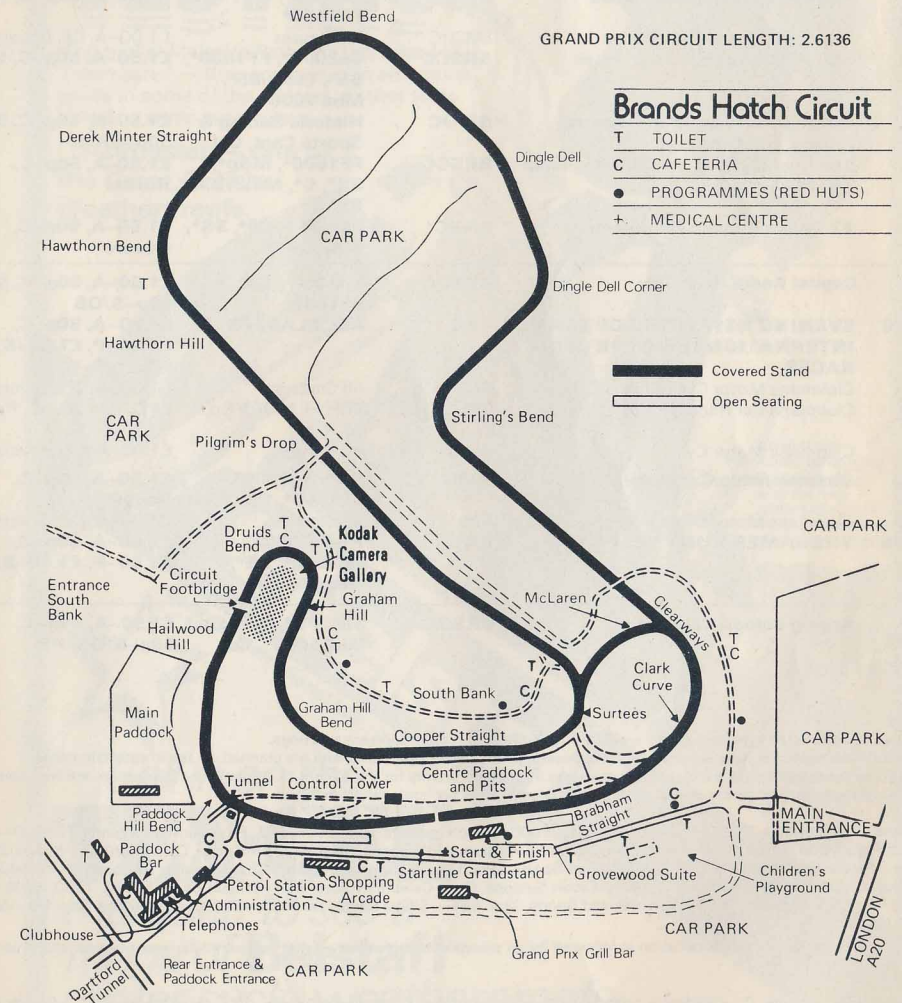 Westfield Bend
GRAND PRIX CIRCUIT LENGTH: 2.6136
Brands Hatch Circuit
T TOILET
C CAFETERIA
● PROGRAMMES (RED HUTS)
+ MEDICAL CENTRE
Derek Minter Straight
Dingle Dell
CAR PARK
Hawthorn Bend
T
Dingle Dell Corner
Hawthorn Hill
Covered Stand
Open Seating
CAR
PARK
Stirling's Bend
Pilgrim's Drop
CAR PARK
Druids
Bend
T
C
T
Kodak
Camera
Gallery
Entrance
South
Bank
Circuit
Footbridge
Graham
Hill
McLaren
Clearways
Hailwood
Hill
C
T
T
C
Clark
Curve
Main
Paddock
Graham Hill
Bend
T
South Bank
T
C
Surtees
Cooper Straight
CAR PARK
Centre Paddock
and Pits
Tunnel
Control Tower
Paddock
Hill Bend
Brabham
Straight
C
T
MAIN
ENTRANCE
T
Paddock
Bar
C
T
Start & Finish
T
T
Startline Grandstand
Grovewood Suite
Children's
Playground
C
Petrol Station
Shopping
Arcade
C T
Administration
Telephones
Clubhouse
Grand Prix Grill Bar
CAR PARK
LONDON
A20
Rear Entrance &
Paddock Entrance
CAR PARK
Dartford
Tunnel